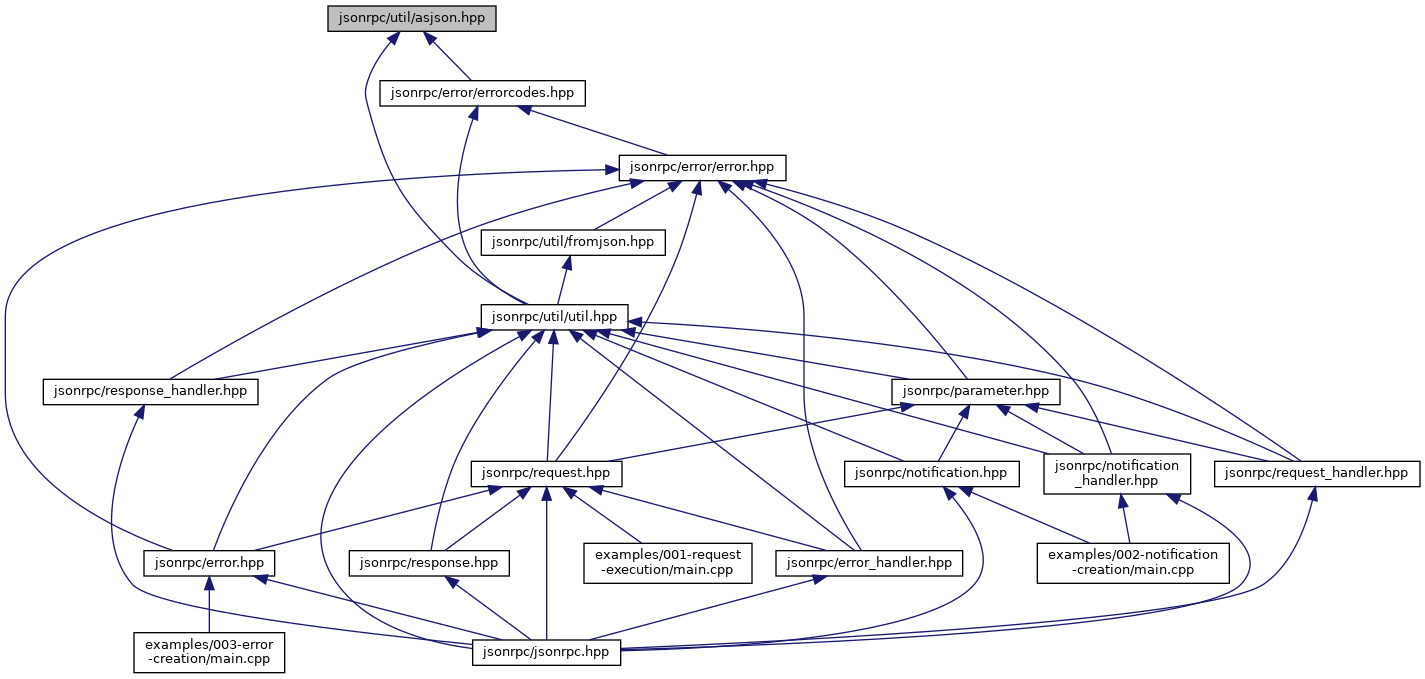 jsonrpc/util/asjson.hpp
jsonrpc/error/errorcodes.hpp
jsonrpc/error/error.hpp
jsonrpc/util/fromjson.hpp
jsonrpc/util/util.hpp
jsonrpc/response_handler.hpp
jsonrpc/parameter.hpp
jsonrpc/request.hpp
jsonrpc/notification.hpp
jsonrpc/notification
_handler.hpp
jsonrpc/request_handler.hpp
jsonrpc/error.hpp
jsonrpc/response.hpp
examples/001-request
-execution/main.cpp
jsonrpc/error_handler.hpp
examples/002-notification
-creation/main.cpp
examples/003-error
-creation/main.cpp
jsonrpc/jsonrpc.hpp